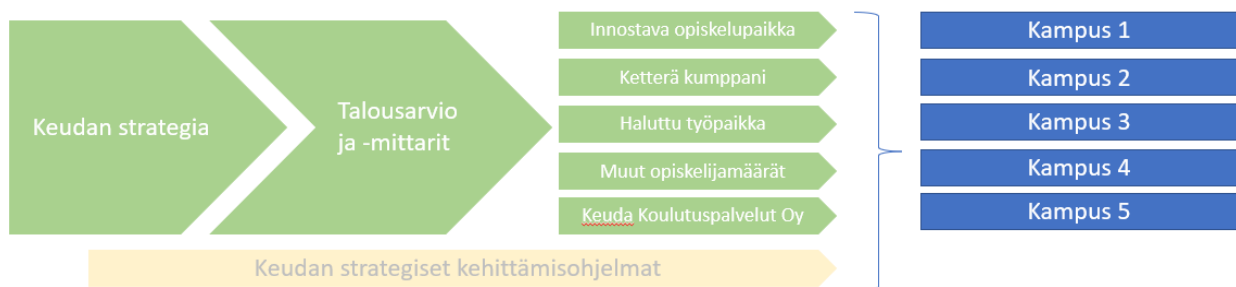 Keudan strategia
Talousarvio
ja -mittarit
Innostava opiskelupaikka
Ketterä kumppani
Haluttu työpaikka
Muut opiskelijamäärät
Keuda Koulutuspalvelut Oy
Keudan strategiset kehittämisohjelmat
Kampus 1
Kampus 2
Kampus 3
Kampus 4
Kampus 5